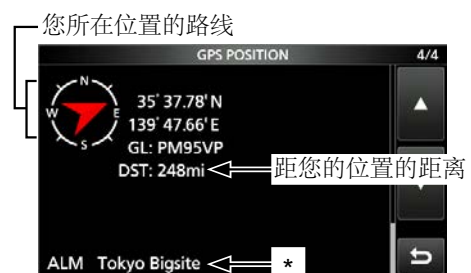 您所在位置的路线
GPS POSITION 4/4
N
W E
S
35° 37.78' N
139° 47.66' E
GL: PM95VP
DST: 248mi 距您的位置的距离
ALM Tokyo Bigsite *